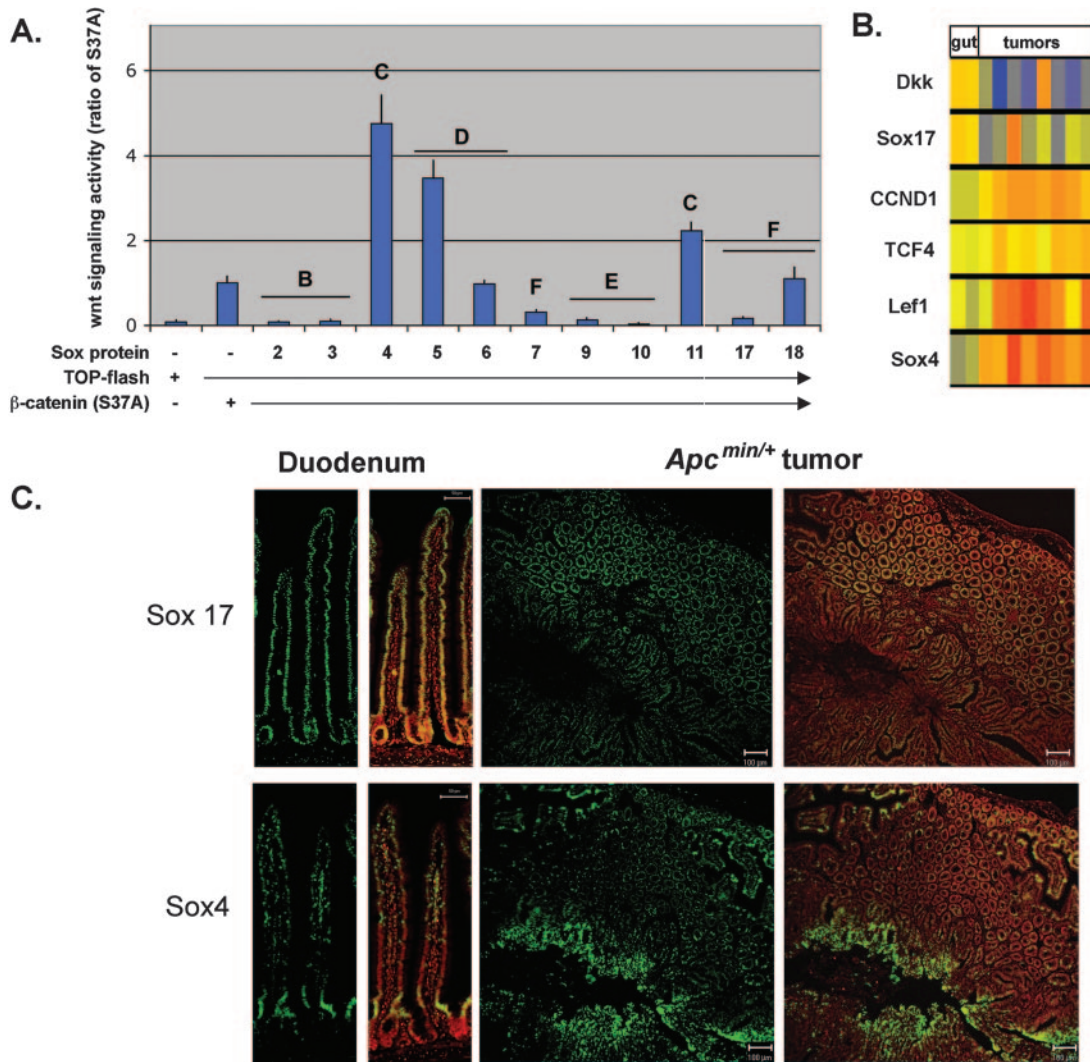 A.
wnt signaling activity (ratio of S37A)
6
4
2
0
C
D
B
F
E
C
F
Sox protein - - 2 3 4 5 6 7 9 10 11 17 18
TOP-flash +
β-catenin (S37A) - +
B.
gut tumors
Dkk
Sox17
CCND1
TCF4
Lef1
Sox4
C.
Duodenum
Apc min/+ tumor
Sox 17
100 µm
100 µm
Sox4
100 µm